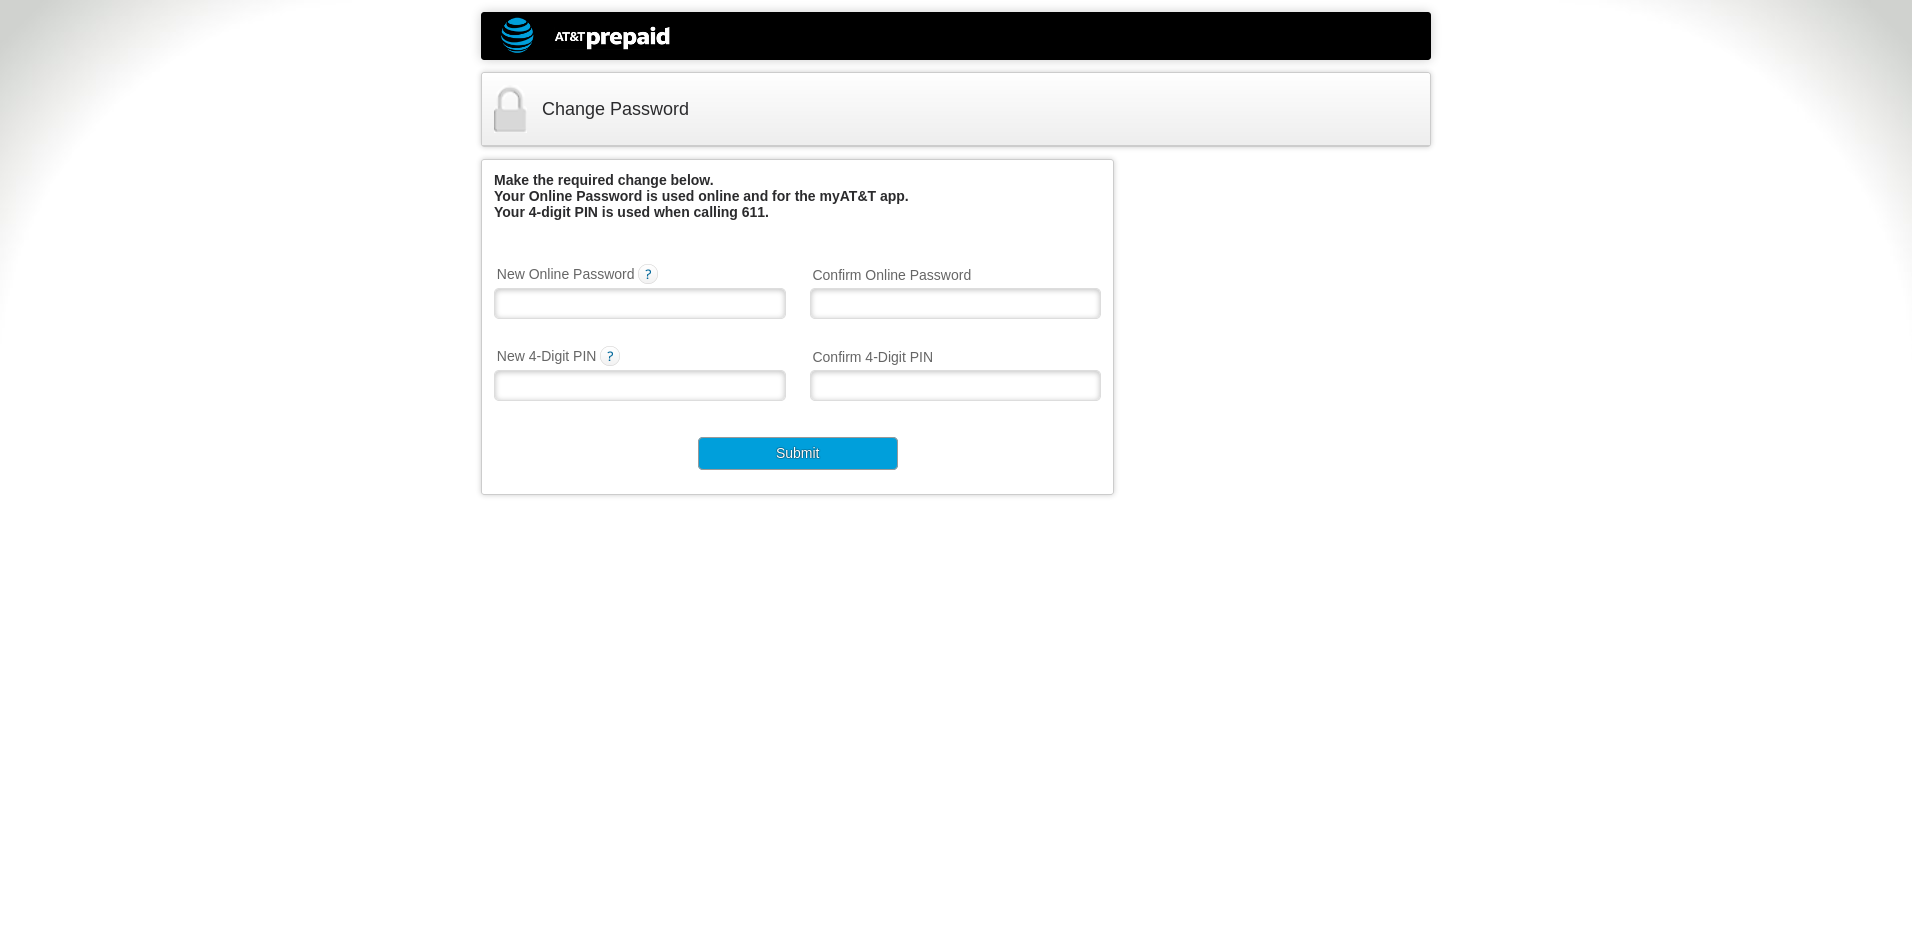 AT&T prepaid
Change Password
Make the required change below.
Your Online Password is used online and for the myAT&T app.
Your 4-digit PIN is used when calling 611.
New Online Password ?
Confirm Online Password
New 4-Digit PIN ?
Confirm 4-Digit PIN
Submit